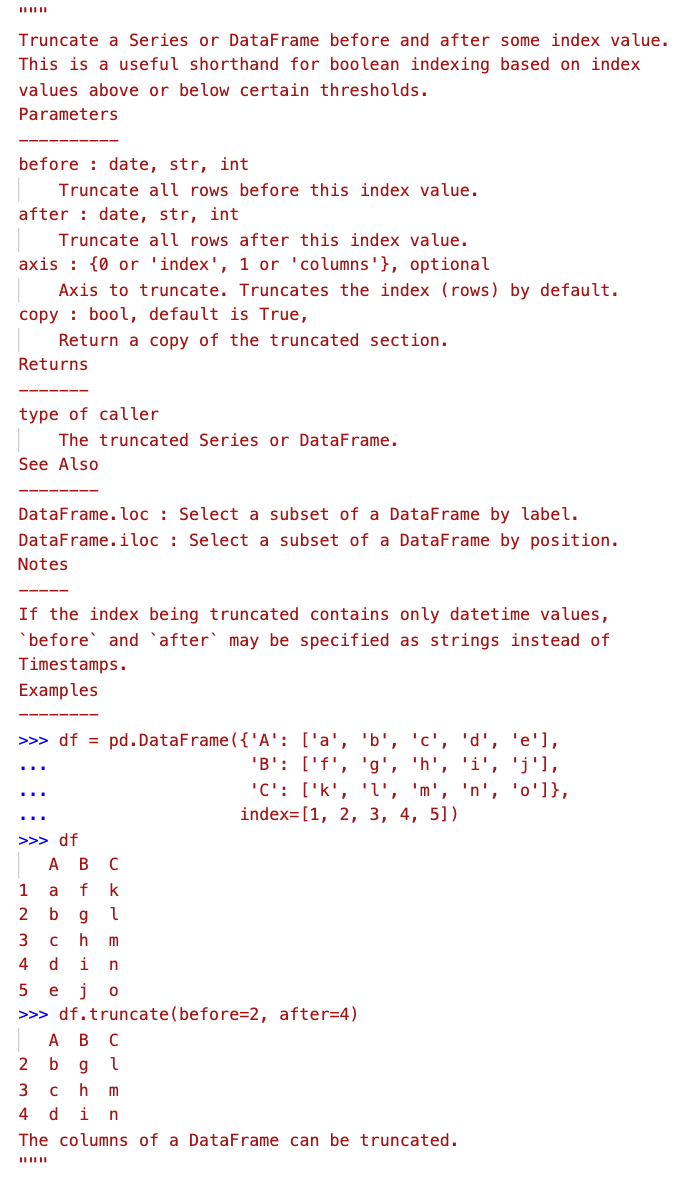 """
Truncate a Series or DataFrame before and after some index value.
This is a useful shorthand for boolean indexing based on index
values above or below certain thresholds.
Parameters
----------
before : date, str, int
    Truncate all rows before this index value.
after : date, str, int
    Truncate all rows after this index value.
axis : {0 or 'index', 1 or 'columns'}, optional
    Axis to truncate. Truncates the index (rows) by default.
copy : bool, default is True,
    Return a copy of the truncated section.
Returns
-------
type of caller
    The truncated Series or DataFrame.
See Also
--------
DataFrame.loc : Select a subset of a DataFrame by label.
DataFrame.iloc : Select a subset of a DataFrame by position.
Notes
-----
If the index being truncated contains only datetime values,
`before` and `after` may be specified as strings instead of
Timestamps.
Examples
--------
>>> df = pd.DataFrame({'A': ['a', 'b', 'c', 'd', 'e'],
...                    'B': ['f', 'g', 'h', 'i', 'j'],
...                    'C': ['k', 'l', 'm', 'n', 'o']},
...                   index=[1, 2, 3, 4, 5])
>>> df
   A  B  C
1  a  f  k
2  b  g  l
3  c  h  m
4  d  i  n
5  e  j  o
>>> df.truncate(before=2, after=4)
   A  B  C
2  b  g  l
3  c  h  m
4  d  i  n
The columns of a DataFrame can be truncated.
"""